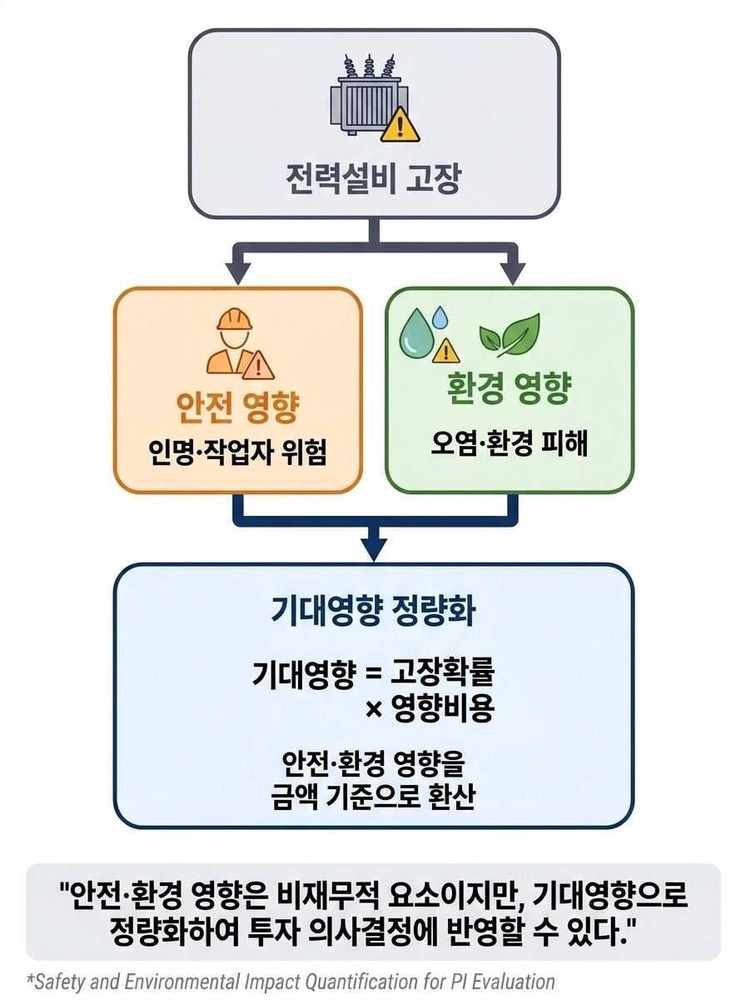 전력설비 고장
안전 영향
인명·작업자 위험
환경 영향
오염·환경 피해
기대영향 정량화
기대영향 = 고장확률
× 영향비용
안전·환경 영향을
금액 기준으로 환산
"안전·환경 영향은 비재무적 요소이지만, 기대영향으로
정량화하여 투자 의사결정에 반영할 수 있다."
*Safety and Environmental Impact Quantification for PI Evaluation